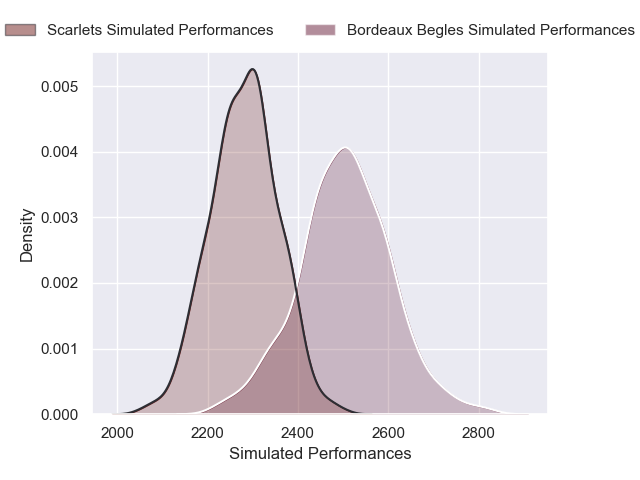 Scarlets Simulated Performances
Bordeaux Begles Simulated Performances
0.005
0.004
0.003
0.002
0.001
0.000
Density
2000
2200
2400
2600
2800
Simulated Performances